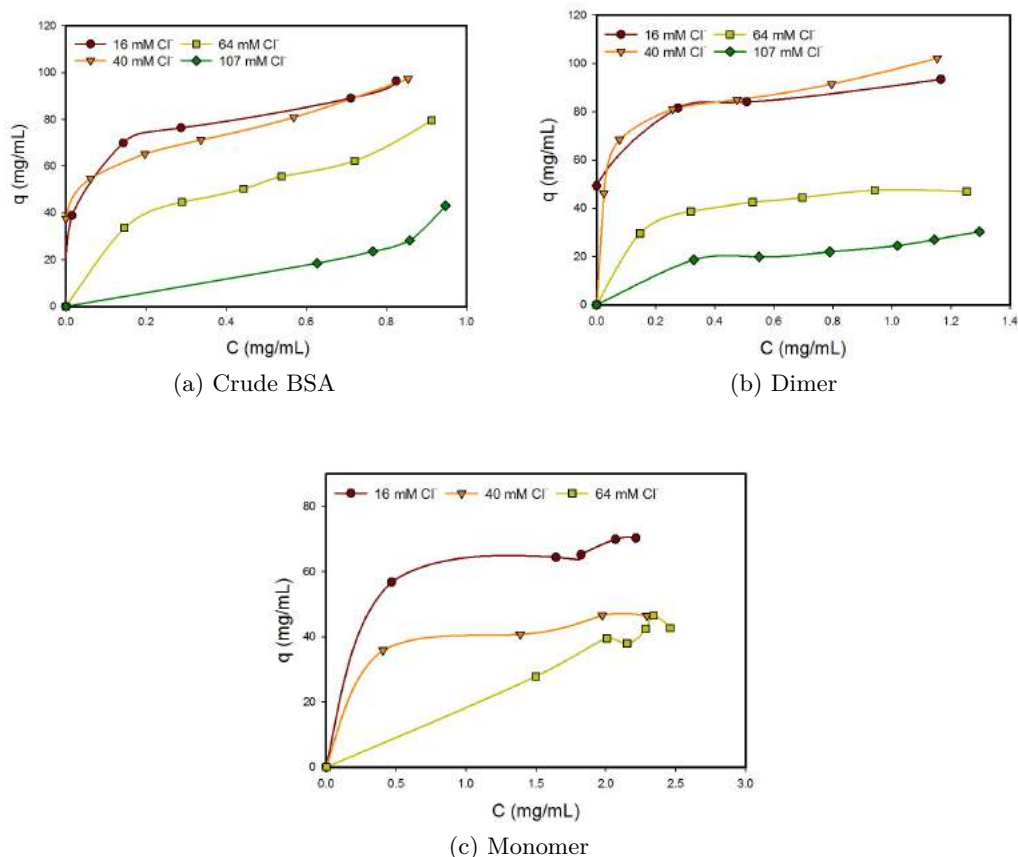 120
100
80
60
40
20
0
q (mg/mL)
16 mM Cl⁻ 64 mM Cl⁻
40 mM Cl⁻ 107 mM Cl⁻
0.0 0.2 0.4 0.6 0.8 1.0
C (mg/mL)
(a) Crude BSA
120
100
80
60
40
20
0
q (mg/mL)
16 mM Cl⁻ 64 mM Cl⁻
40 mM Cl⁻ 107 mM Cl⁻
0.0 0.2 0.4 0.6 0.8 1.0 1.2 1.4
C (mg/mL)
(b) Dimer
80
60
40
20
0
q (mg/mL)
16 mM Cl⁻ 40 mM Cl⁻ 64 mM Cl⁻
0.0 0.5 1.0 1.5 2.0 2.5 3.0
C (mg/mL)
(c) Monomer